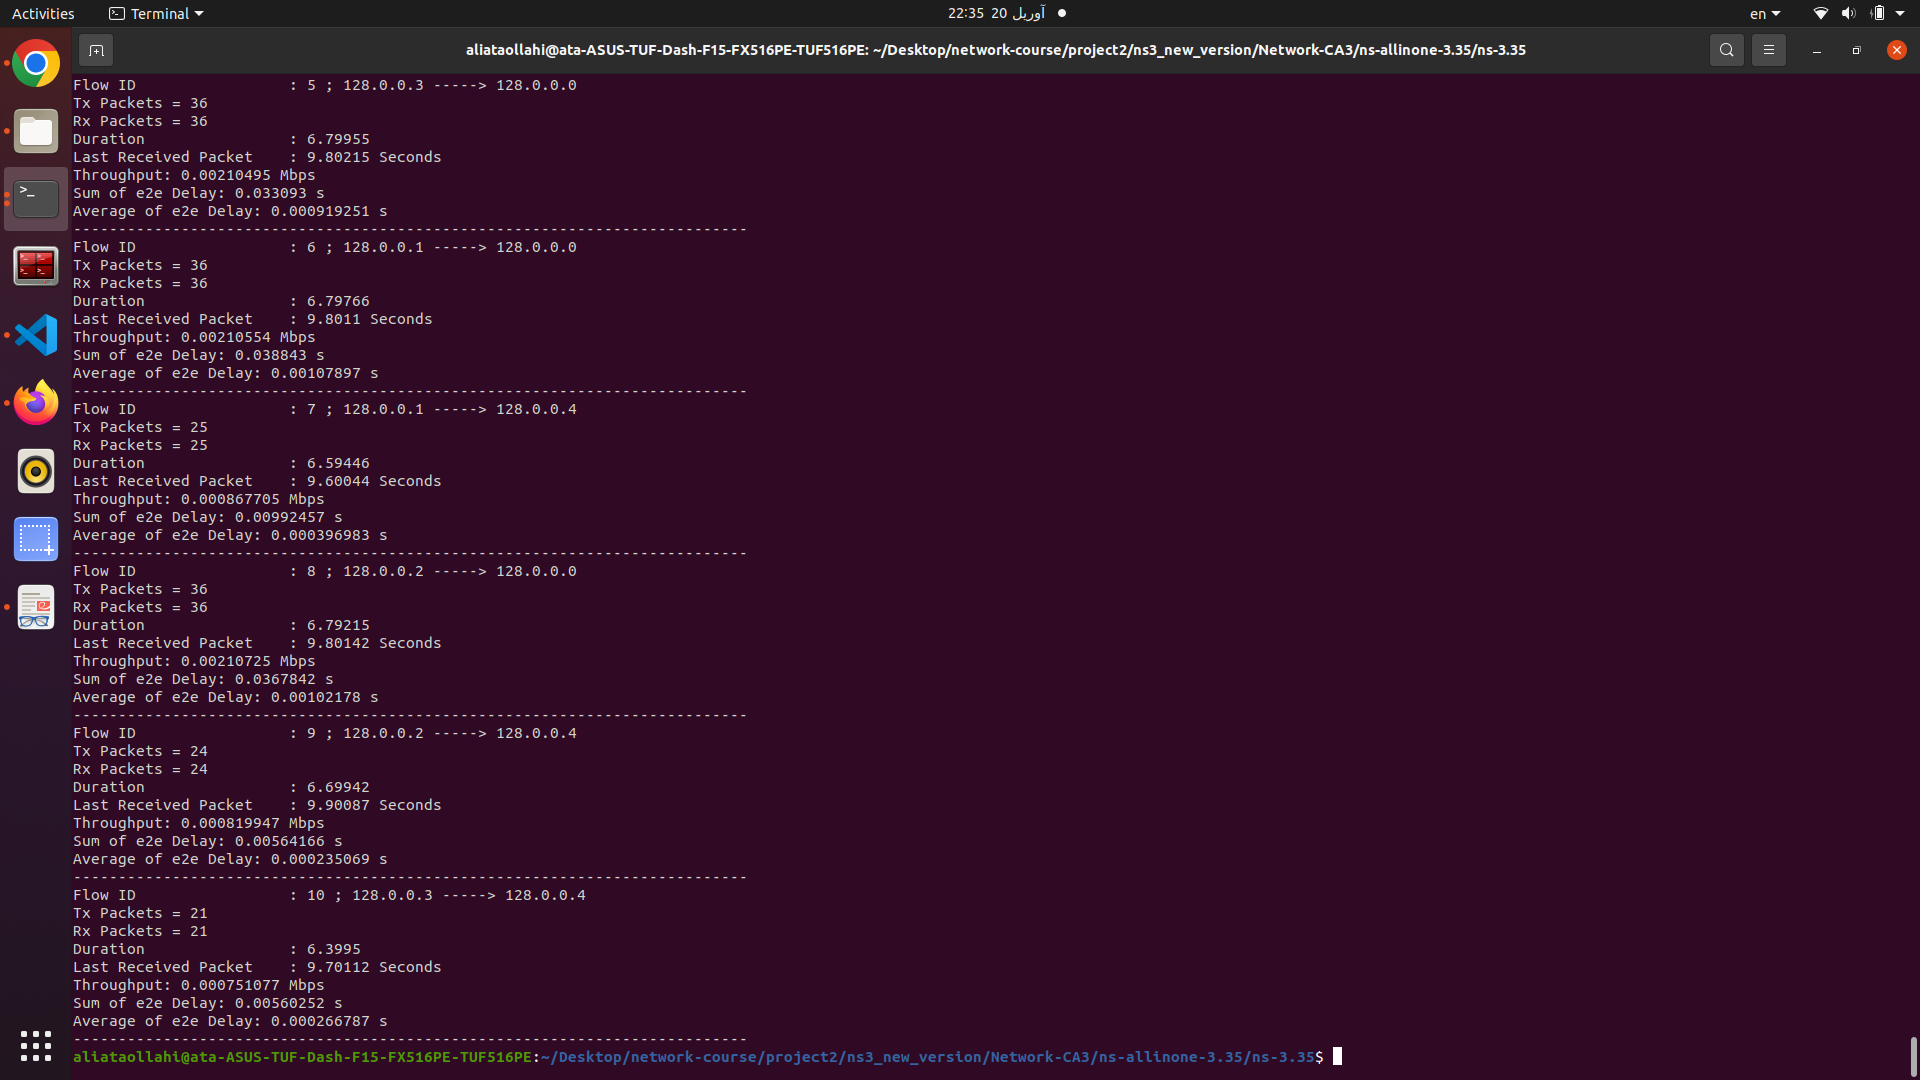 Activities
Terminal
22:35 20 آوریل
en
aliataollahi@ata-ASUS-TUF-Dash-F15-FX516PE-TUF516PE: ~/Desktop/network-course/project2/ns3_new_version/Network-CA3/ns-allinone-3.35/ns-3.35
Flow ID                 : 5 ; 128.0.0.3 -----> 128.0.0.0
Tx Packets = 36
Rx Packets = 36
Duration                : 6.79955
Last Received Packet    : 9.80215 Seconds
Throughput: 0.00210495 Mbps
Sum of e2e Delay: 0.033093 s
Average of e2e Delay: 0.000919251 s
---------------------------------------------------------------------------
Flow ID                 : 6 ; 128.0.0.1 -----> 128.0.0.0
Tx Packets = 36
Rx Packets = 36
Duration                : 6.79766
Last Received Packet    : 9.8011 Seconds
Throughput: 0.00210554 Mbps
Sum of e2e Delay: 0.038843 s
Average of e2e Delay: 0.00107897 s
---------------------------------------------------------------------------
Flow ID                 : 7 ; 128.0.0.1 -----> 128.0.0.4
Tx Packets = 25
Rx Packets = 25
Duration                : 6.59446
Last Received Packet    : 9.60044 Seconds
Throughput: 0.000867705 Mbps
Sum of e2e Delay: 0.00992457 s
Average of e2e Delay: 0.000396983 s
---------------------------------------------------------------------------
Flow ID                 : 8 ; 128.0.0.2 -----> 128.0.0.0
Tx Packets = 36
Rx Packets = 36
Duration                : 6.79215
Last Received Packet    : 9.80142 Seconds
Throughput: 0.00210725 Mbps
Sum of e2e Delay: 0.0367842 s
Average of e2e Delay: 0.00102178 s
---------------------------------------------------------------------------
Flow ID                 : 9 ; 128.0.0.2 -----> 128.0.0.4
Tx Packets = 24
Rx Packets = 24
Duration                : 6.69942
Last Received Packet    : 9.90087 Seconds
Throughput: 0.000819947 Mbps
Sum of e2e Delay: 0.00564166 s
Average of e2e Delay: 0.000235069 s
---------------------------------------------------------------------------
Flow ID                 : 10 ; 128.0.0.3 -----> 128.0.0.4
Tx Packets = 21
Rx Packets = 21
Duration                : 6.3995
Last Received Packet    : 9.70112 Seconds
Throughput: 0.000751077 Mbps
Sum of e2e Delay: 0.00560252 s
Average of e2e Delay: 0.000266787 s
---------------------------------------------------------------------------
aliataollahi@ata-ASUS-TUF-Dash-F15-FX516PE-TUF516PE:~/Desktop/network-course/project2/ns3_new_version/Network-CA3/ns-allinone-3.35/ns-3.35$